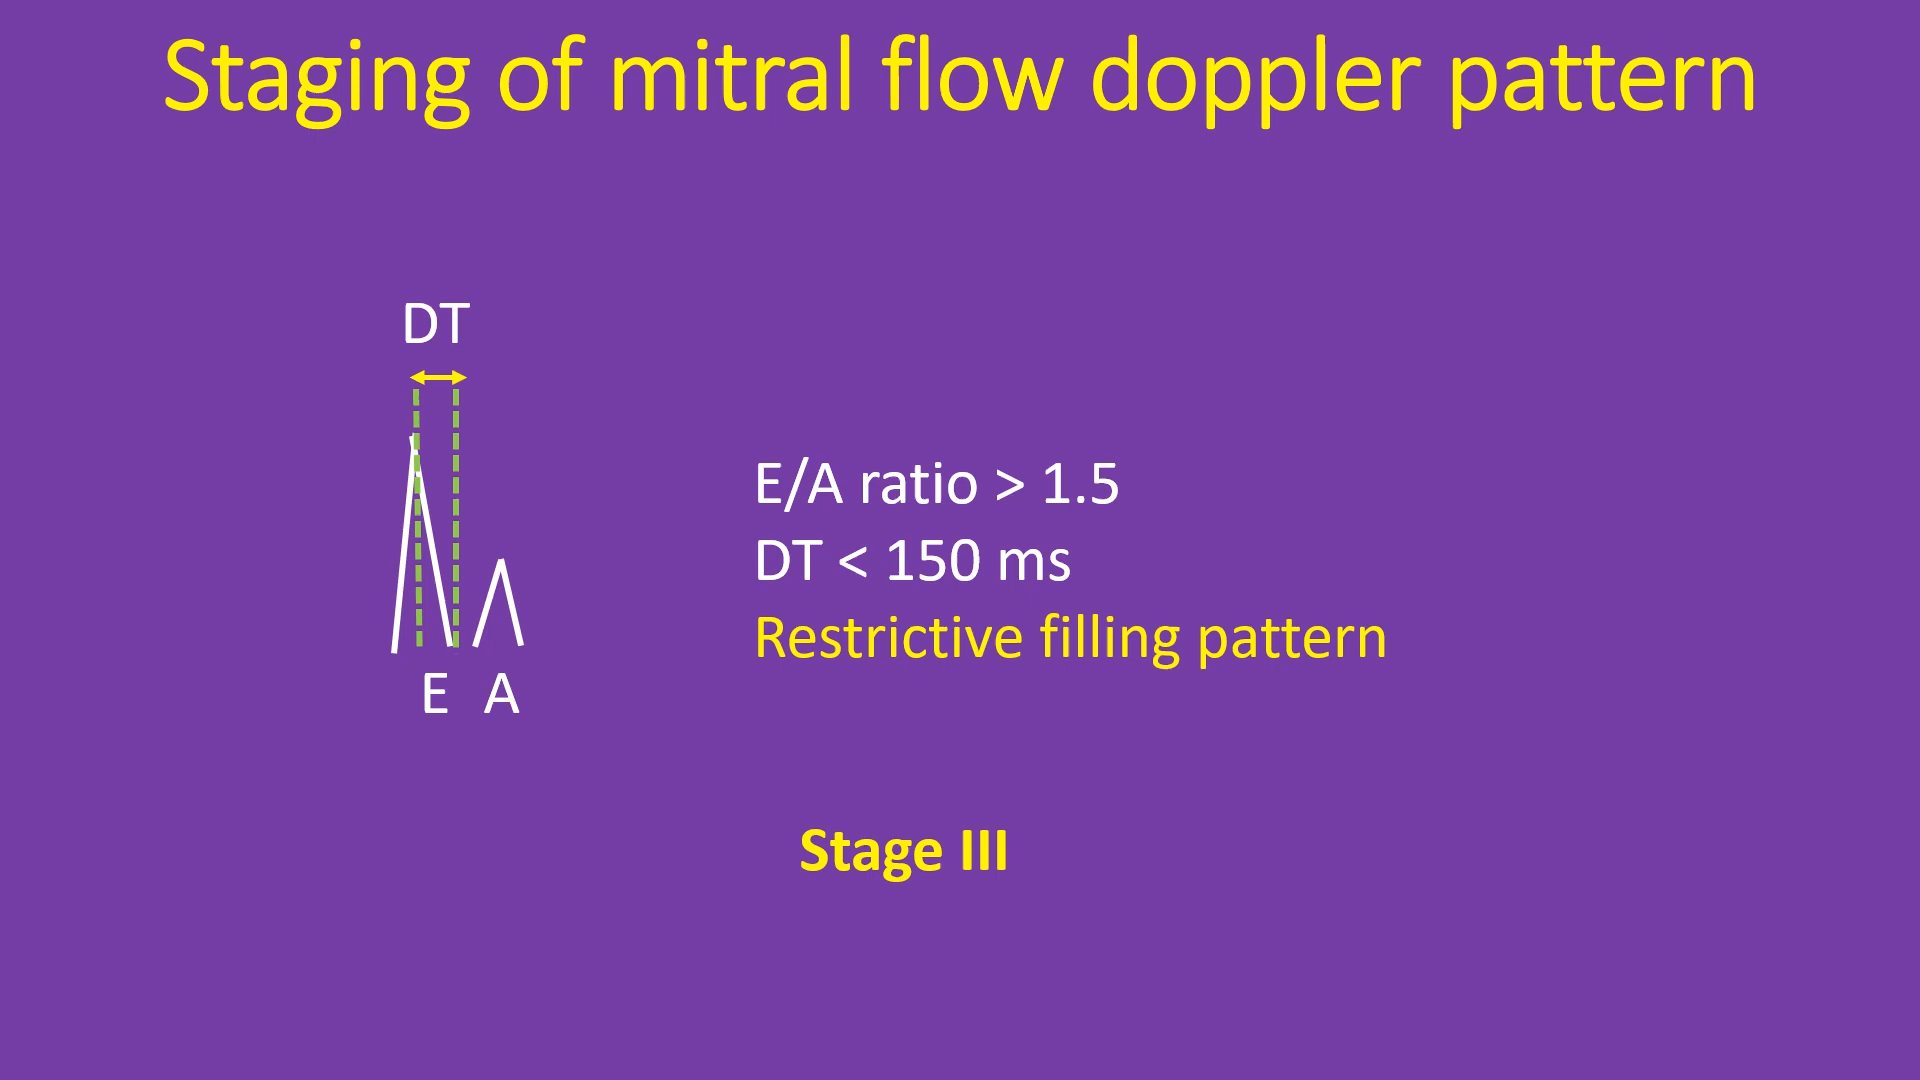 Staging of mitral flow doppler pattern
DT
E/A ratio > 1.5
DT < 150 ms
Restrictive filling pattern
E A
Stage III